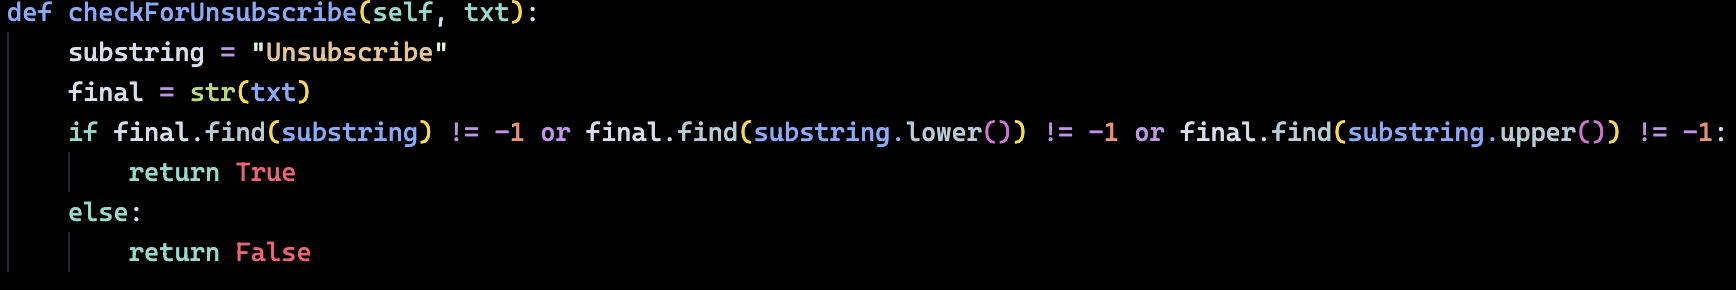 def checkForUnsubscribe(self, txt):
    substring = "Unsubscribe"
    final = str(txt)
    if final.find(substring) != -1 or final.find(substring.lower()) != -1 or final.find(substring.upper()) != -1:
        return True
    else:
        return False